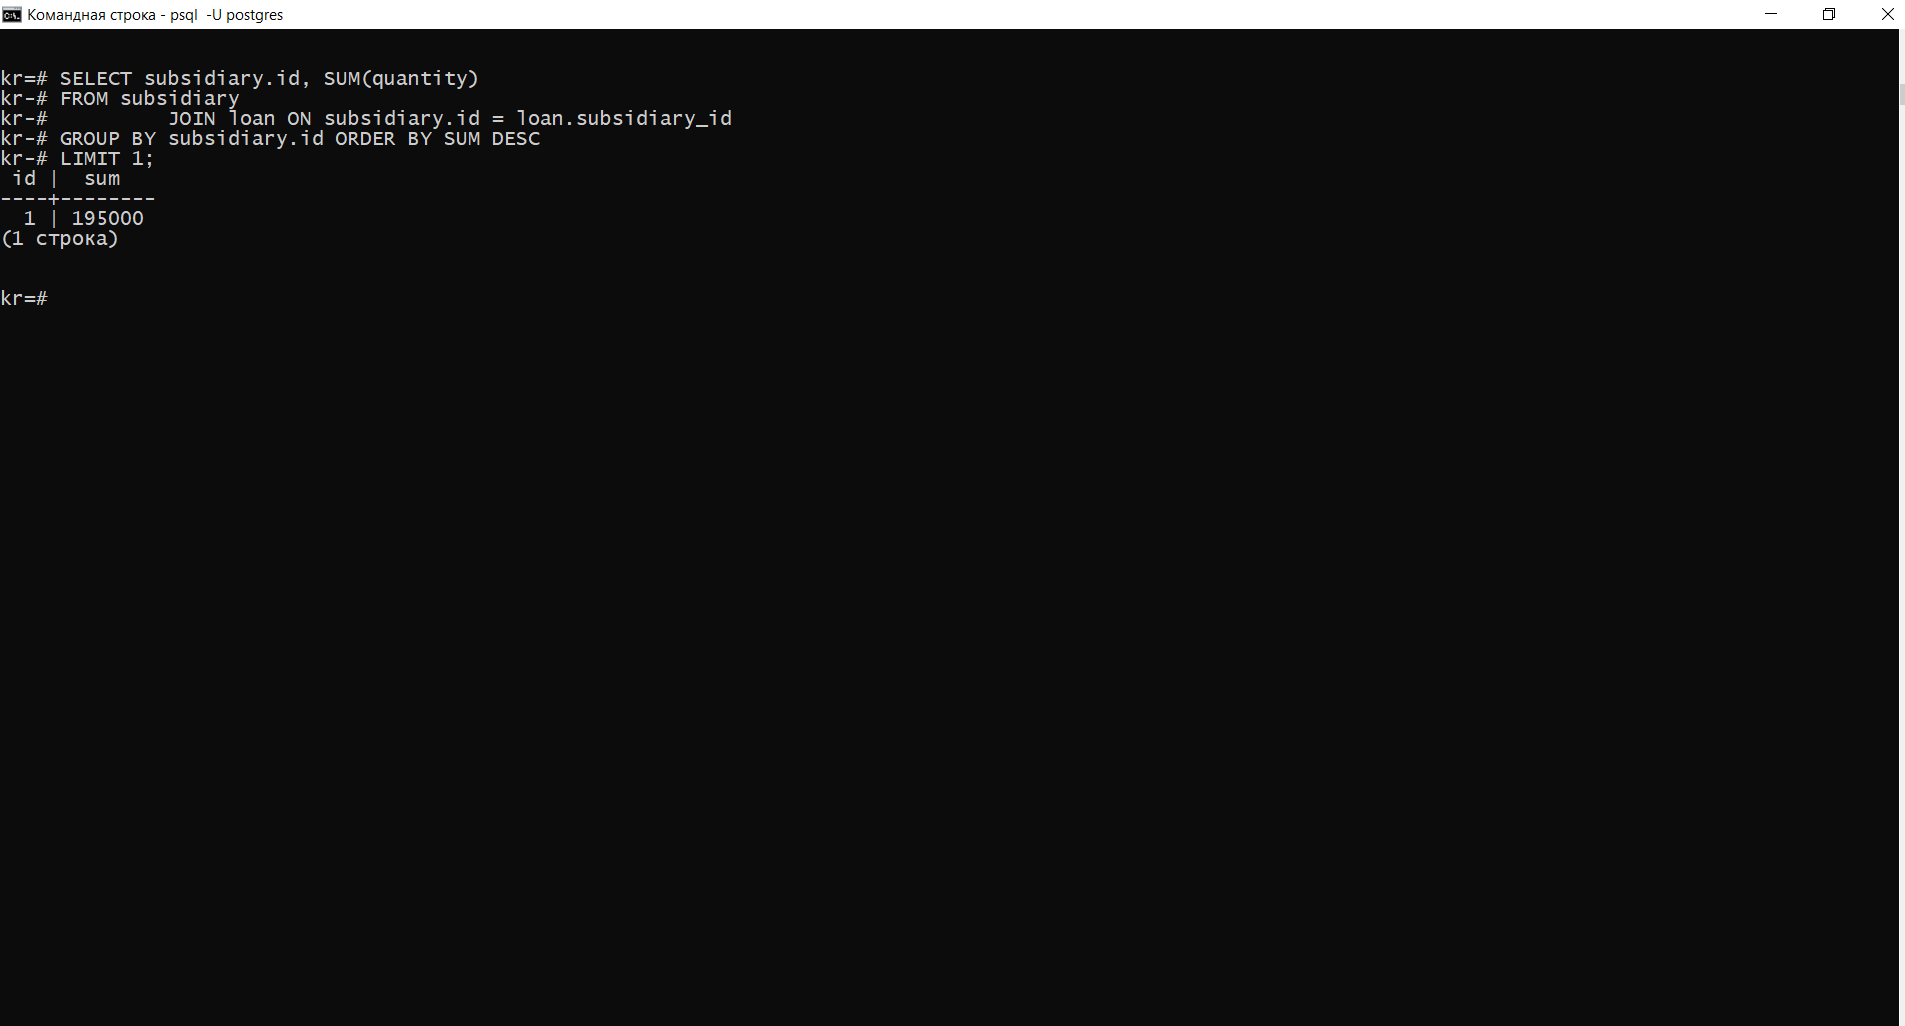 Командная строка - psql -U postgres
kr=# SELECT subsidiary.id, SUM(quantity)
kr-# FROM subsidiary
kr-#          JOIN loan ON subsidiary.id = loan.subsidiary_id
kr-# GROUP BY subsidiary.id ORDER BY SUM DESC
kr-# LIMIT 1;
 id |  sum
----+--------
  1 | 195000
(1 строка)
kr=#